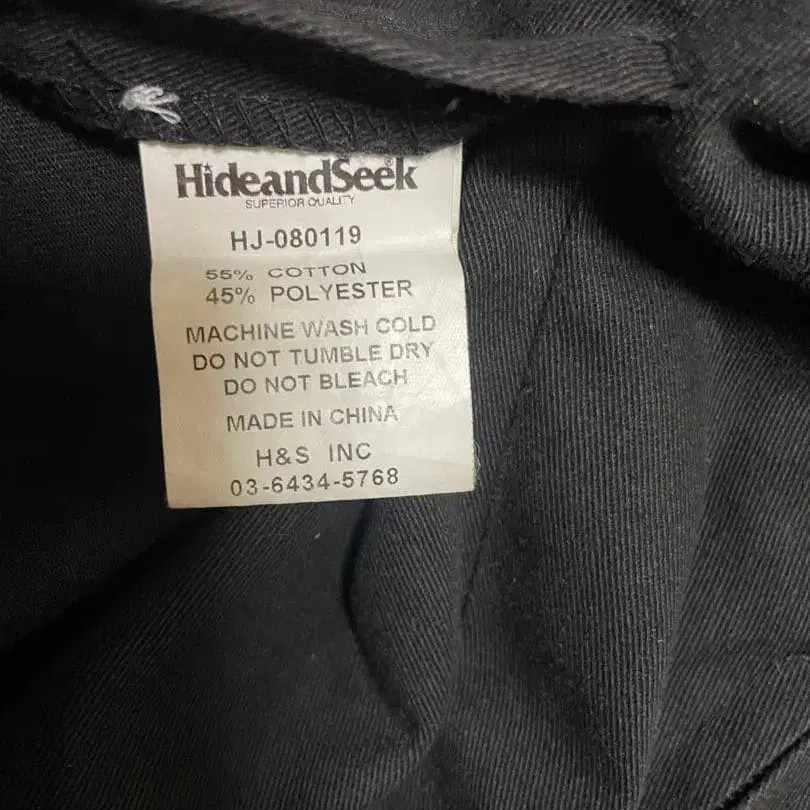 HideandSeek®
SUPERIOR QUALITY
HJ-080119
55% COTTON
45% POLYESTER
MACHINE WASH COLD
DO NOT TUMBLE DRY
DO NOT BLEACH
MADE IN CHINA
H&S INC
03-6434-5768